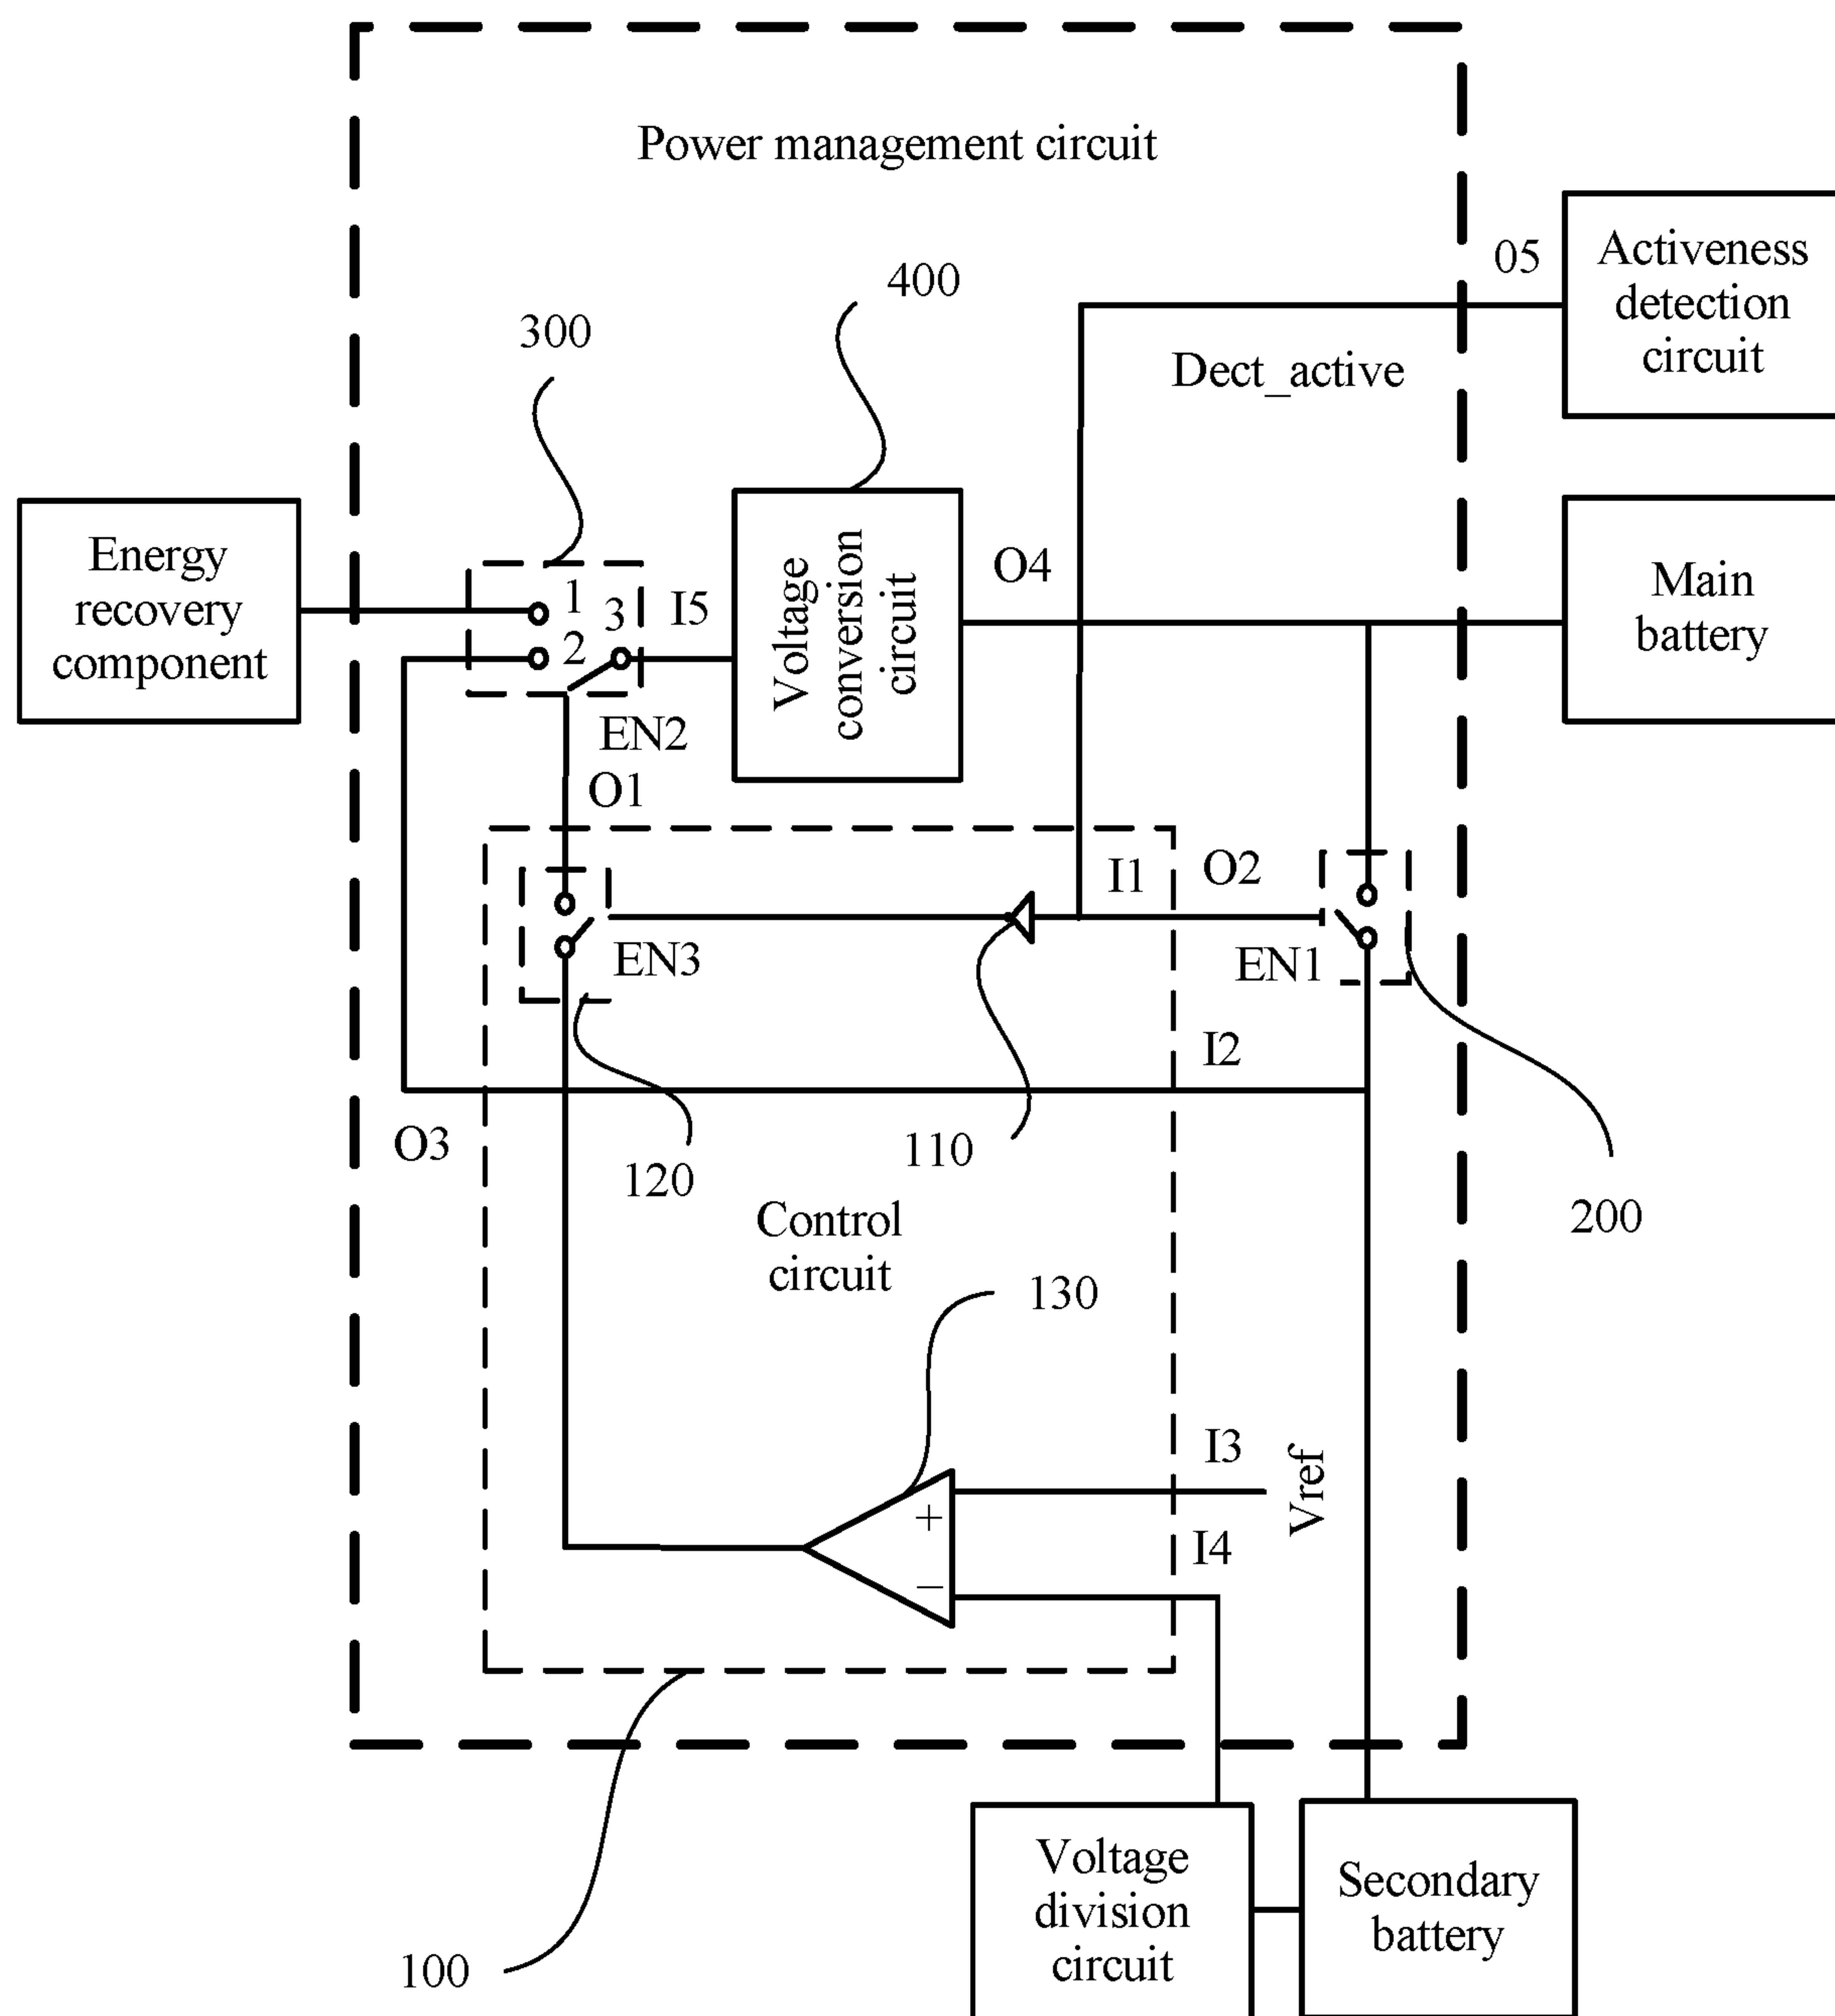 Power management circuit
05
Activeness
detection
circuit
400
300
Dect_active
Energy
recovery
component
1
3
2
I5
Voltage
conversion
circuit
O4
Main
battery
EN2
O1
I1
O2
EN3
EN1
I2
O3
120
110
200
Control
circuit
130
I3
Vref
+
I4
−
Voltage
division
circuit
Secondary
battery
100